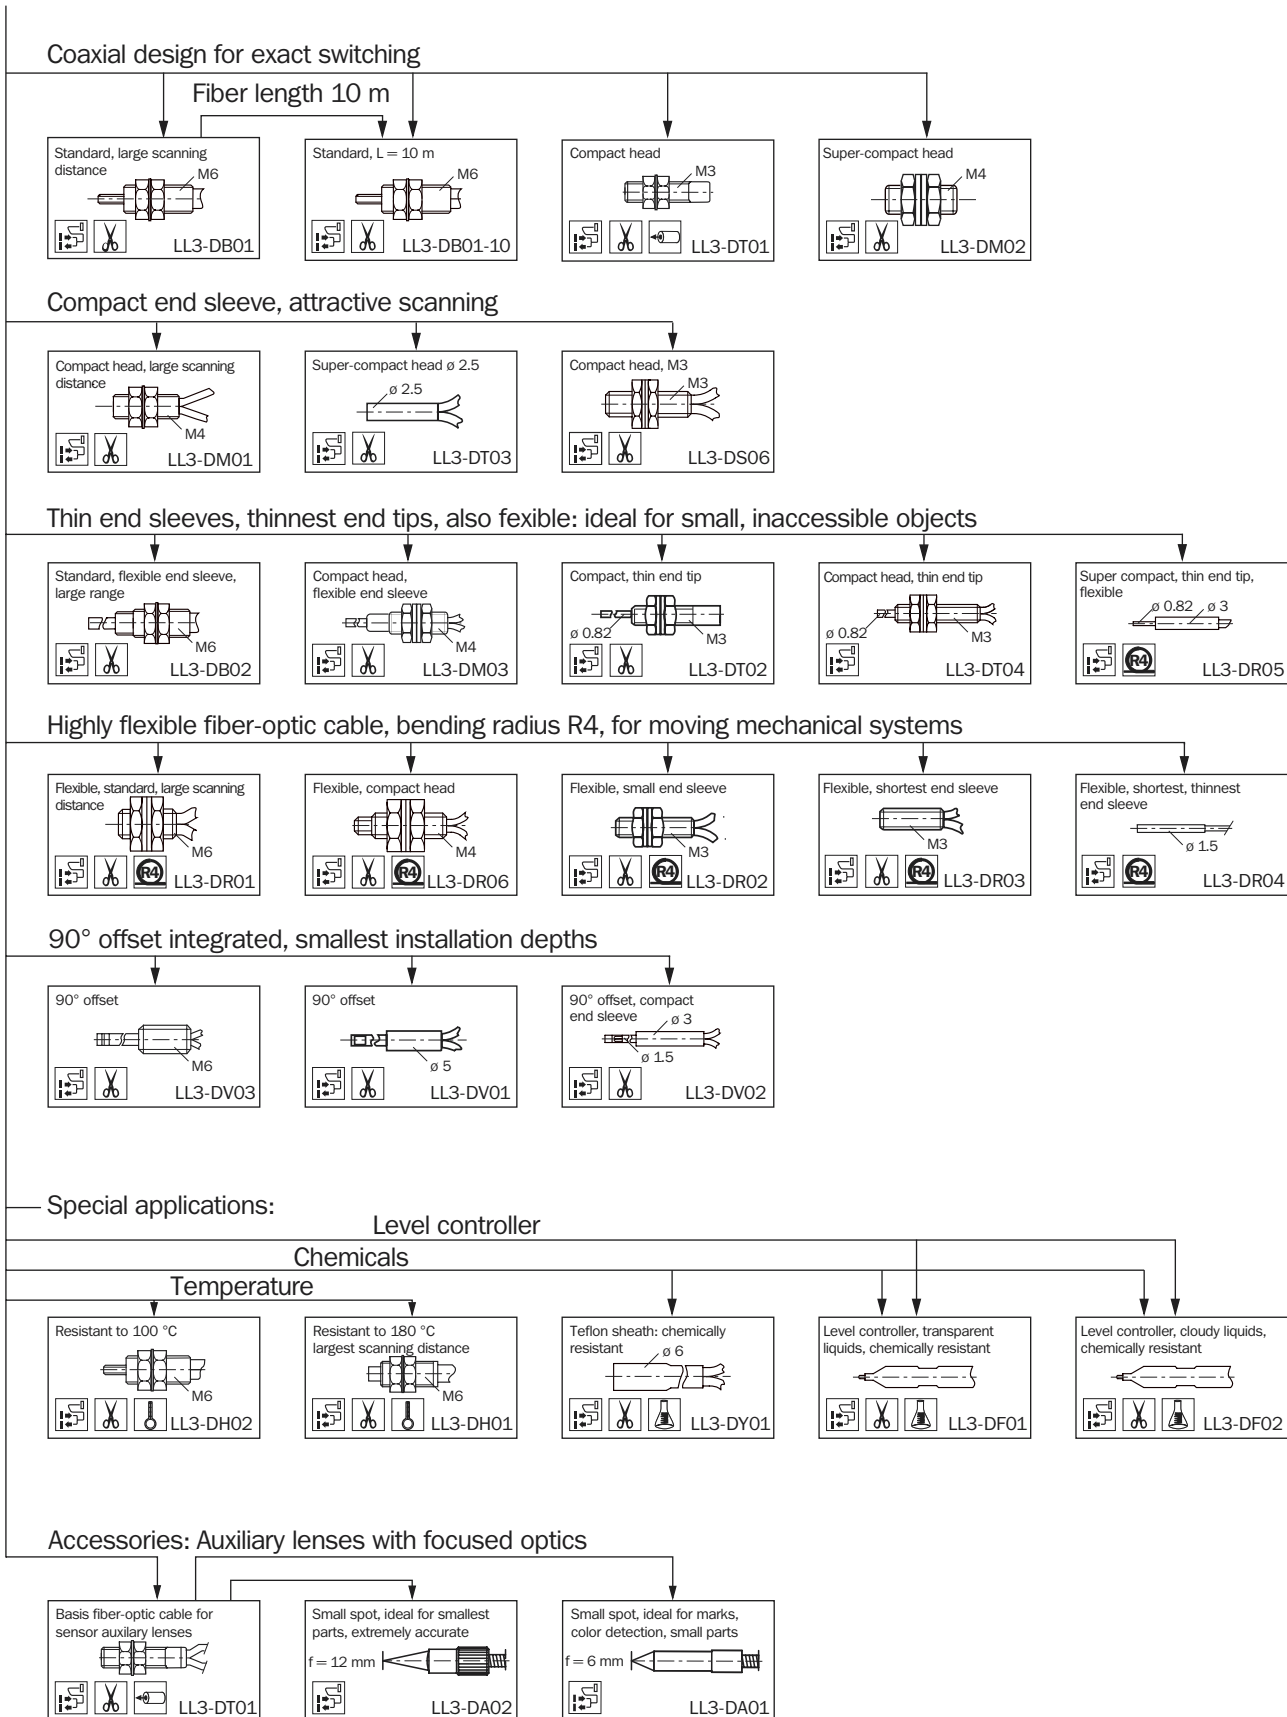 Coaxial design for exact switching
Fiber length 10 m
Standard, large scanning
distance
M6
LL3-DB01
Standard, L = 10 m
M6
LL3-DB01-10
Compact head
M3
LL3-DT01
Super-compact head
M4
LL3-DM02
Compact end sleeve, attractive scanning
Compact head, large scanning
distance
M4
LL3-DM01
Super-compact head ø 2.5
ø 2.5
LL3-DT03
Compact head, M3
M3
LL3-DS06
Thin end sleeves, thinnest end tips, also fexible: ideal for small, inaccessible objects
Standard, flexible end sleeve,
large range
M6
LL3-DB02
Compact head,
flexible end sleeve
M4
LL3-DM03
Compact, thin end tip
ø 0.82
M3
LL3-DT02
Compact head, thin end tip
ø 0.82
M3
LL3-DT04
Super compact, thin end tip,
flexible
ø 0.82 ø 3
R4
LL3-DR05
Highly flexible fiber-optic cable, bending radius R4, for moving mechanical systems
Flexible, standard, large scanning
distance
M6
R4
LL3-DR01
Flexible, compact head
M4
R4
LL3-DR06
Flexible, small end sleeve
M3
R4
LL3-DR02
Flexible, shortest end sleeve
M3
R4
LL3-DR03
Flexible, shortest, thinnest
end sleeve
ø 1.5
R4
LL3-DR04
90° offset integrated, smallest installation depths
90° offset
M6
LL3-DV03
90° offset
ø 5
LL3-DV01
90° offset, compact
end sleeve
ø 3
ø 1.5
LL3-DV02
Special applications:
Level controller
Chemicals
Temperature
Resistant to 100 °C
M6
LL3-DH02
Resistant to 180 °C
largest scanning distance
M6
LL3-DH01
Teflon sheath: chemically
resistant
ø 6
LL3-DY01
Level controller, transparent
liquids, chemically resistant
LL3-DF01
Level controller, cloudy liquids,
chemically resistant
LL3-DF02
Accessories: Auxiliary lenses with focused optics
Basis fiber-optic cable for
sensor auxilary lenses
LL3-DT01
Small spot, ideal for smallest
parts, extremely accurate
f = 12 mm
LL3-DA02
Small spot, ideal for marks,
color detection, small parts
f = 6 mm
LL3-DA01